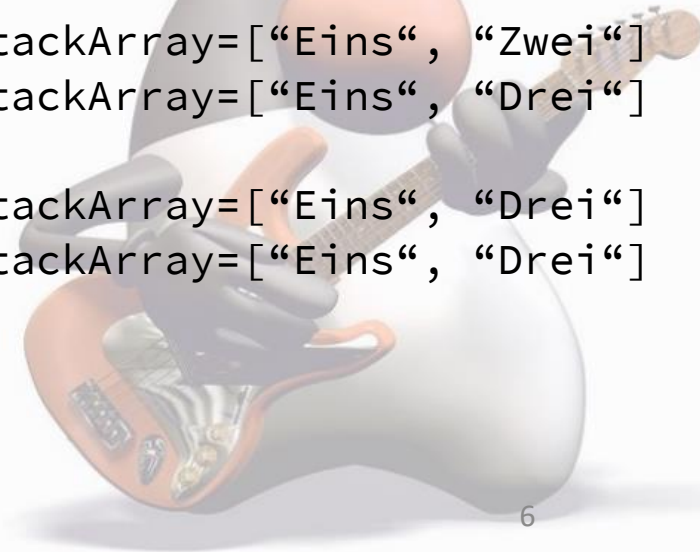 tackArray=[“Eins“, “Zwei“]
tackArray=[“Eins“, “Drei“]
tackArray=[“Eins“, “Drei“]
tackArray=[“Eins“, “Drei“]
6